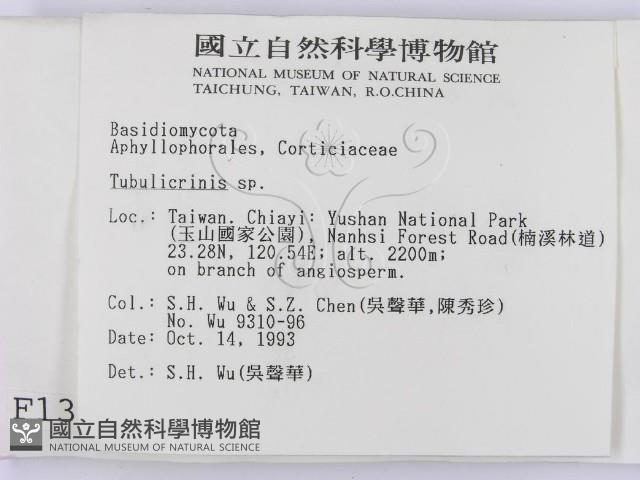 國立自然科學博物館
NATIONAL MUSEUM OF NATURAL SCIENCE
TAICHUNG, TAIWAN, R.O.CHINA
Basidiomycota
Aphyllophorales, Corticiaceae
Tubulicrinis sp.
Loc.: Taiwan. Chiayi: Yushan National Park
(玉山國家公園), Nanhsi Forest Road(楠溪林道)
23.28N, 120.54E; alt. 2200m;
on branch of angiosperm.
Col.: S.H. Wu & S.Z. Chen(吳聲華,陳秀珍)
No. Wu 9310-96
Date: Oct. 14, 1993
Det.: S.H. Wu(吳聲華)
F13
國立自然科學博物館
NATIONAL MUSEUM OF NATURAL SCIENCE